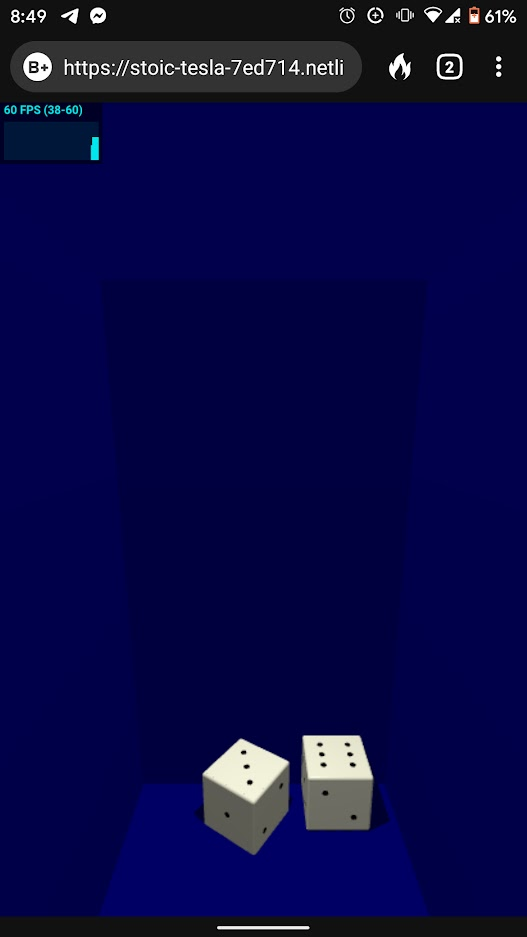 8:49
61%
B+ https://stoic-tesla-7ed714.netli
2
60 FPS (38-60)